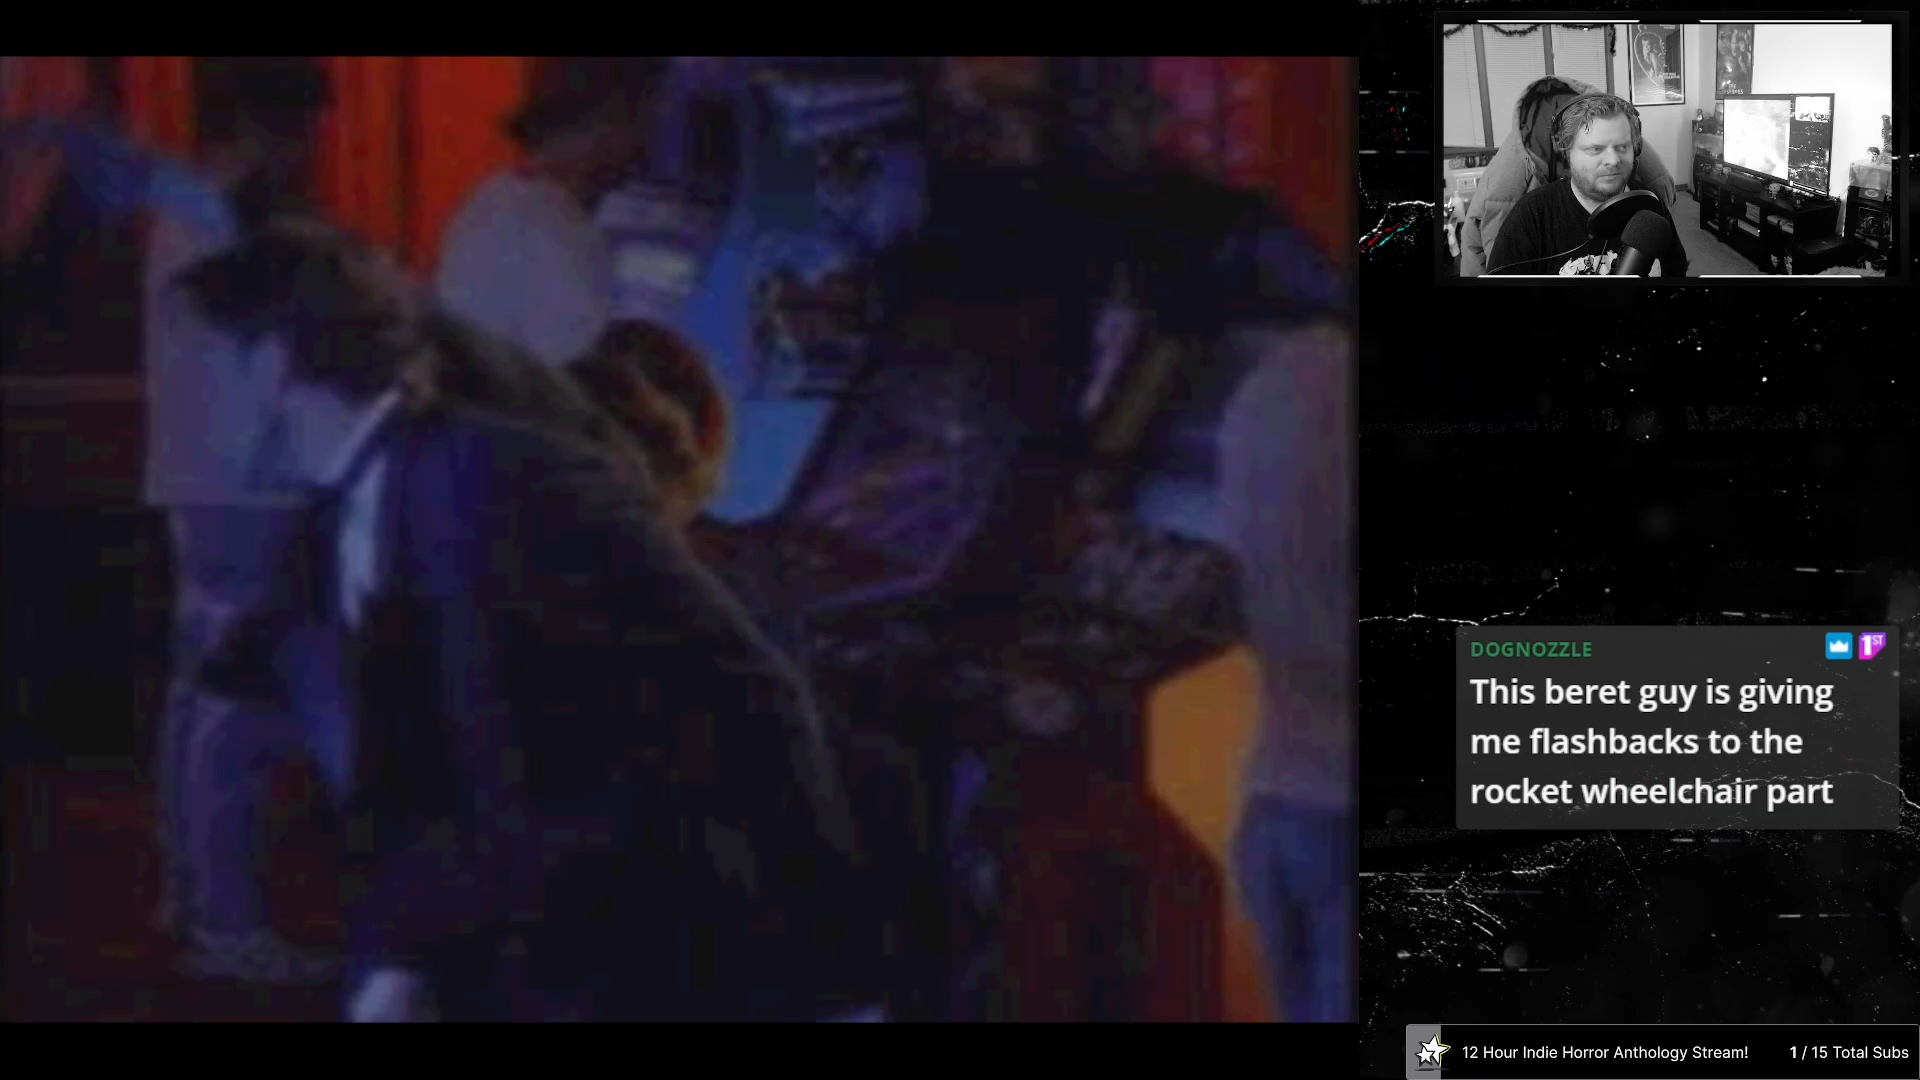 DOGNOZZLE
1ST
This beret guy is giving
me flashbacks to the
rocket wheelchair part
12 Hour Indie Horror Anthology Stream! 1 / 15 Total Subs